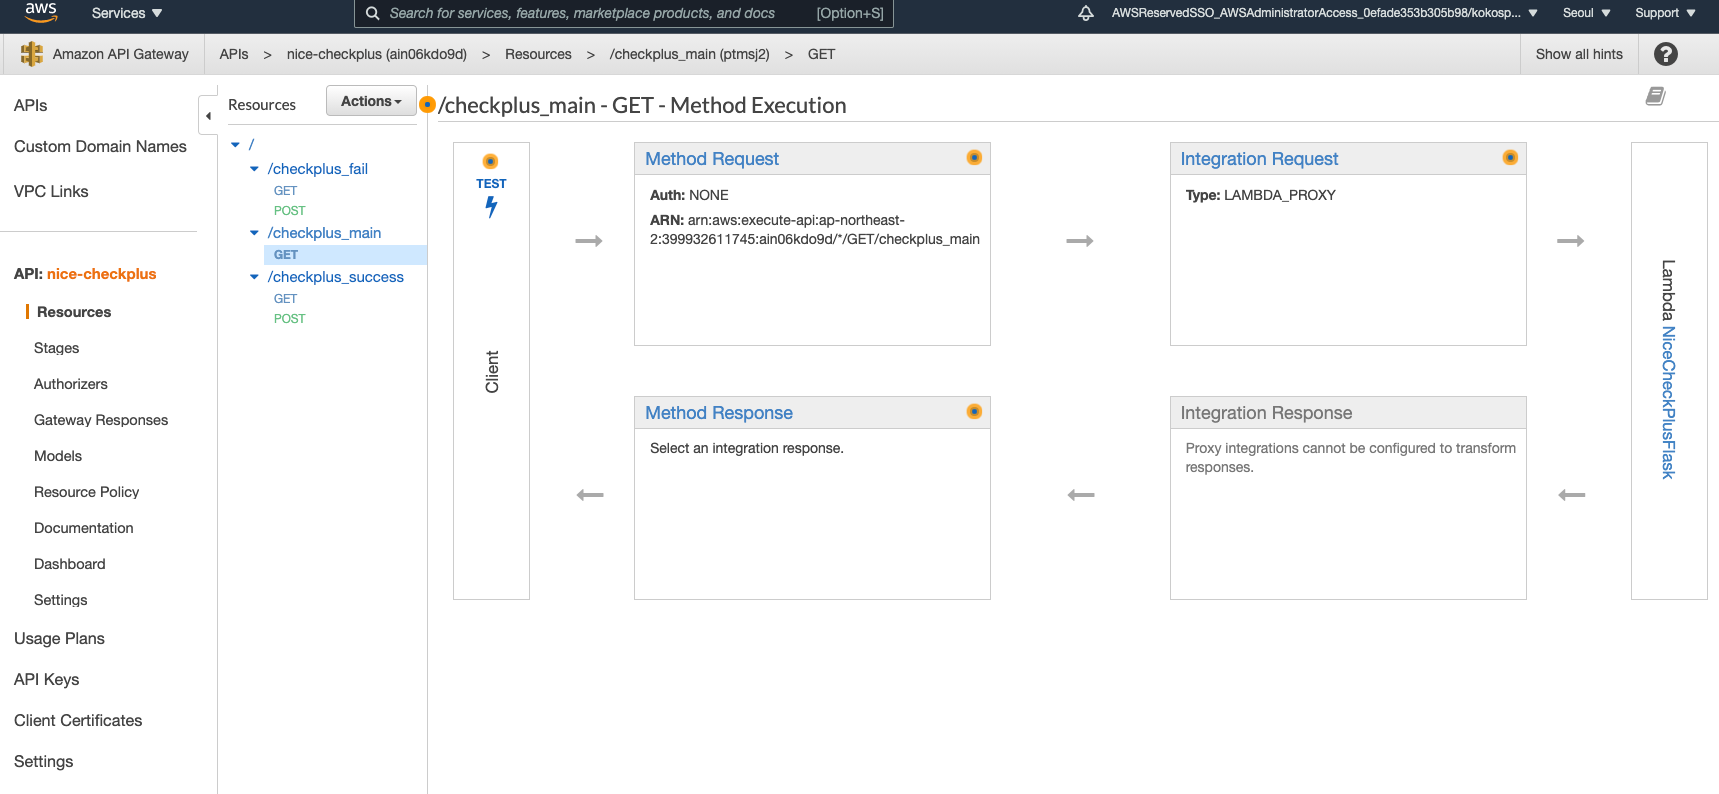 aws
Services
Search for services, features, marketplace products, and docs [Option+S]
AWSReservedSSO_AWSAdministratorAccess_0efade353b305b98/kokosp...
Seoul
Support
Amazon API Gateway
APIs > nice-checkplus (ain06kdo9d) > Resources > /checkplus_main (ptmsj2) > GET
Show all hints
?
APIs
Custom Domain Names
VPC Links
API: nice-checkplus
Resources
Stages
Authorizers
Gateway Responses
Models
Resource Policy
Documentation
Dashboard
Settings
Usage Plans
API Keys
Client Certificates
Settings
Resources
Actions
/
/checkplus_fail
GET
POST
/checkplus_main
GET
/checkplus_success
GET
POST
/checkplus_main - GET - Method Execution
TEST
Client
Method Request
Auth: NONE
ARN: arn:aws:execute-api:ap-northeast-
2:399932611745:ain06kdo9d/*/GET/checkplus_main
Integration Request
Type: LAMBDA_PROXY
Lambda NiceCheckPlusFlask
Method Response
Select an integration response.
Integration Response
Proxy integrations cannot be configured to transform
responses.